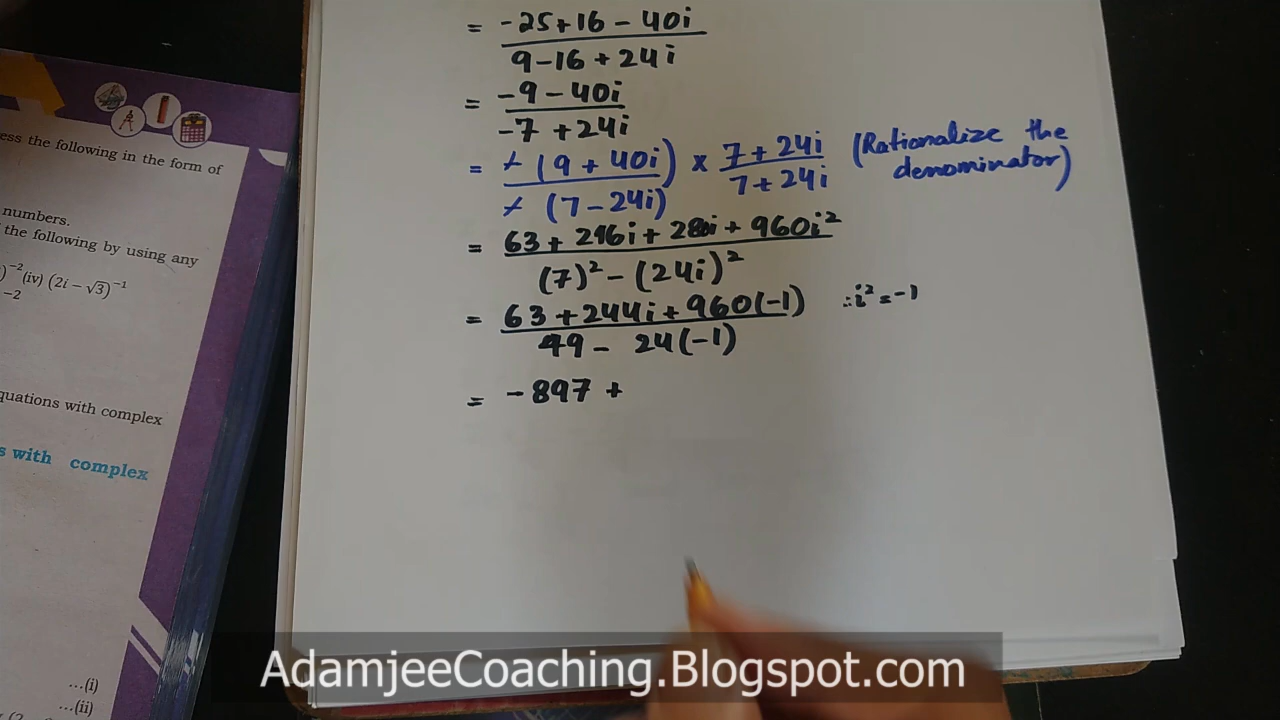 = -25+16 - 40i / 9-16+24i
= -9 - 40i / -7 + 24i
= -(9 + 40i) / -(7 - 24i) × 7 + 24i / 7 + 24i (Rationalize the denominator)
= 63 + 216i + 280i + 960i² / (7)² - (24i)²
= 63 + 244i + 960(-1) / 49 - 24(-1) ∴ i² = -1
= - 897 +
ess the following in the form of
numbers.
the following by using any
)⁻² (iv) (2i – √3)⁻¹
–2
quations with complex
s with complex
...(i)
...(ii)
AdamjeeCoaching.Blogspot.com